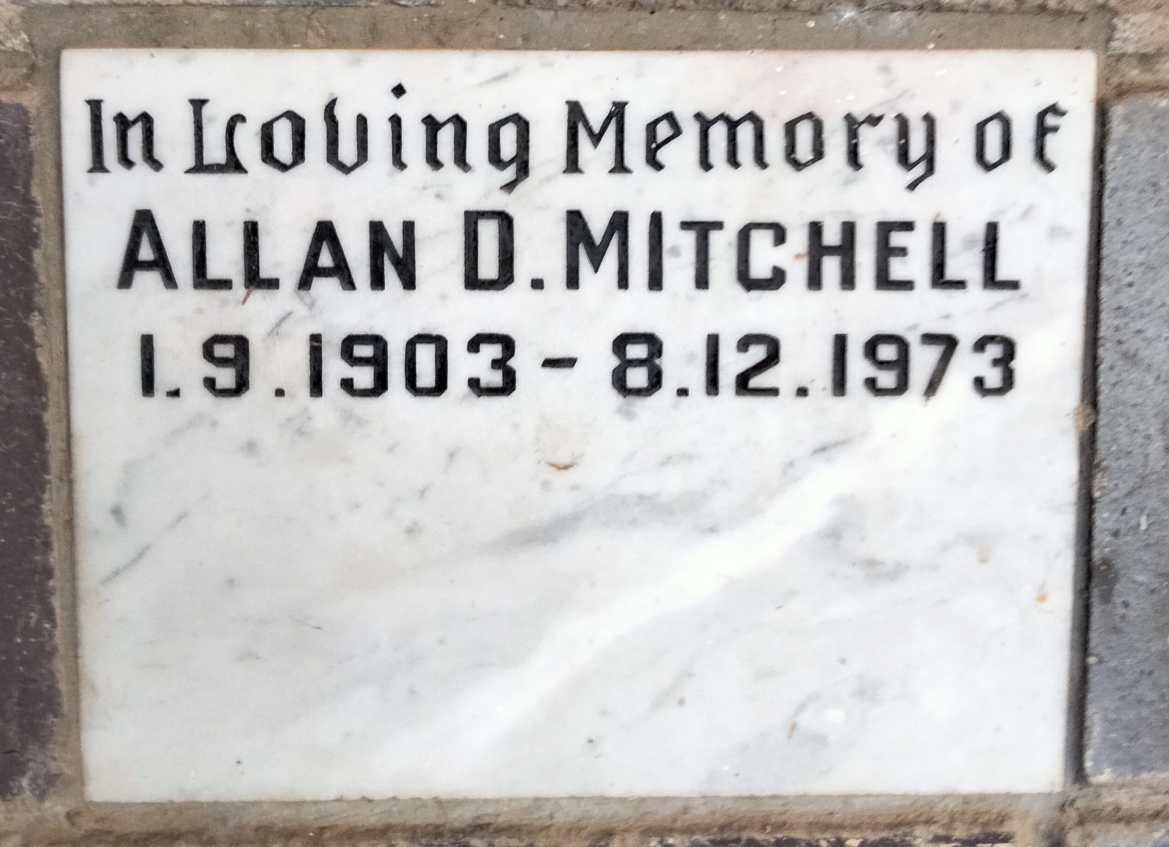 In Loving Memory of
ALLAN D. MITCHELL
1.9.1903 - 8.12.1973